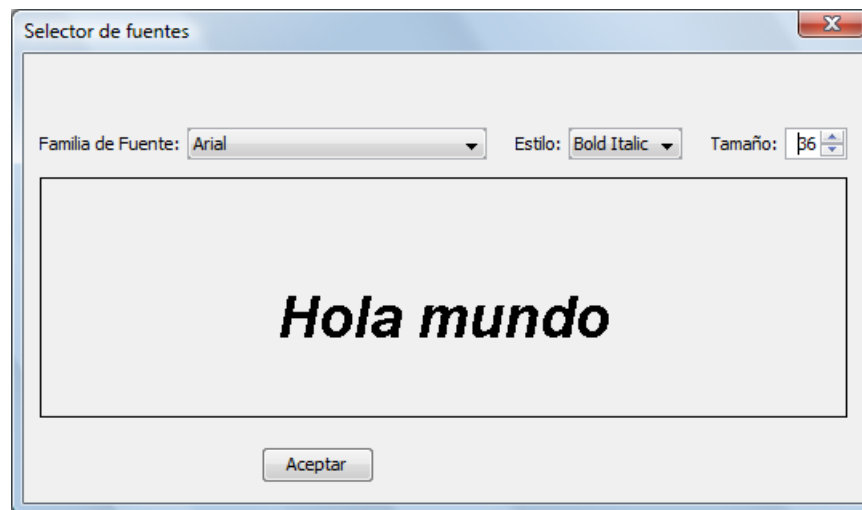 Selector de fuentes
Familia de Fuente: Arial Estilo: Bold Italic Tamaño: 36
Hola mundo
Aceptar